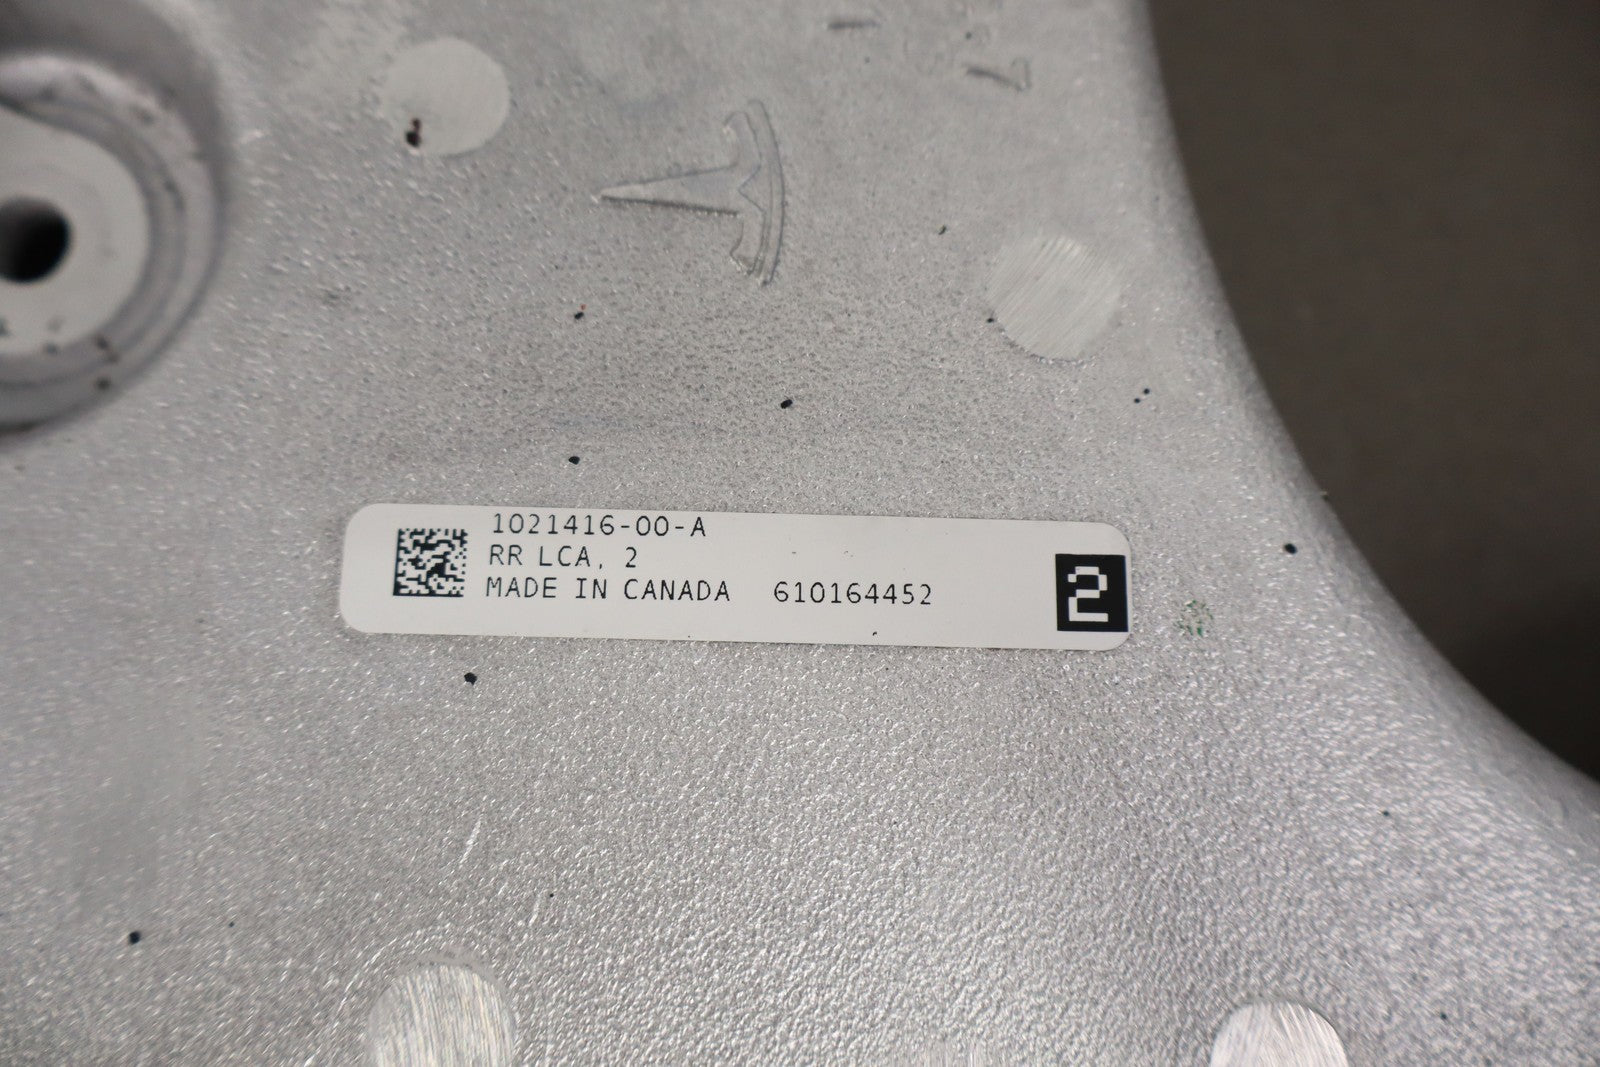 1021416-00-A
RR LCA, 2
MADE IN CANADA 610164452
2